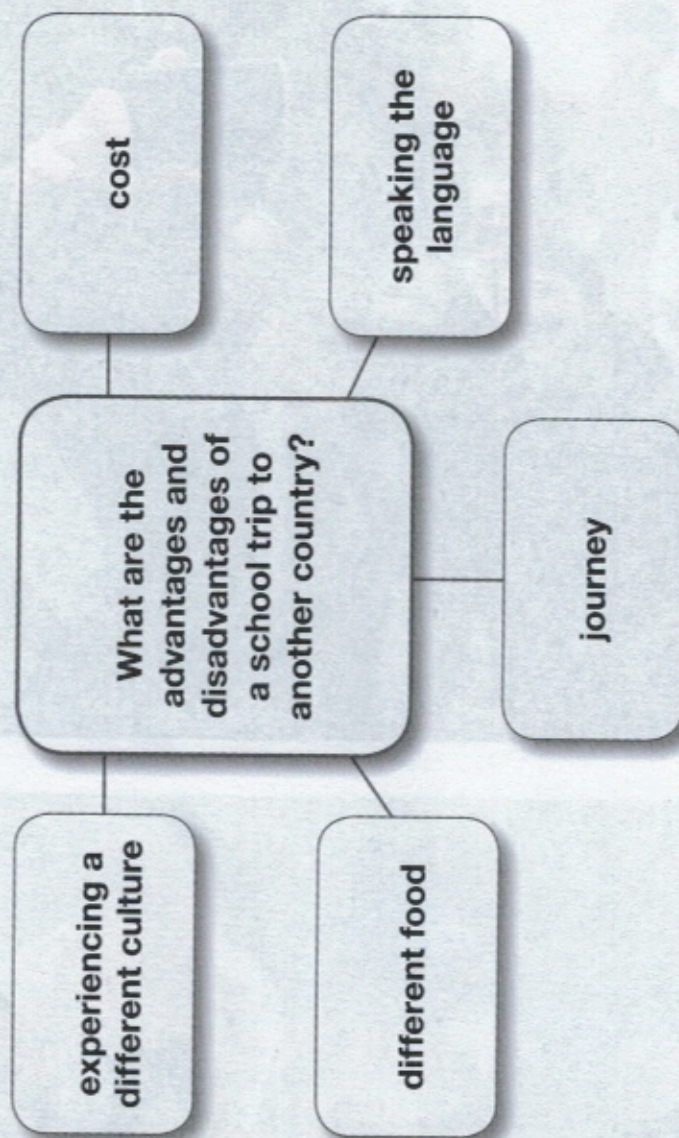 What are the
advantages and
disadvantages of
a school trip to
another country?
experiencing a
different culture
cost
different food
speaking the
language
journey